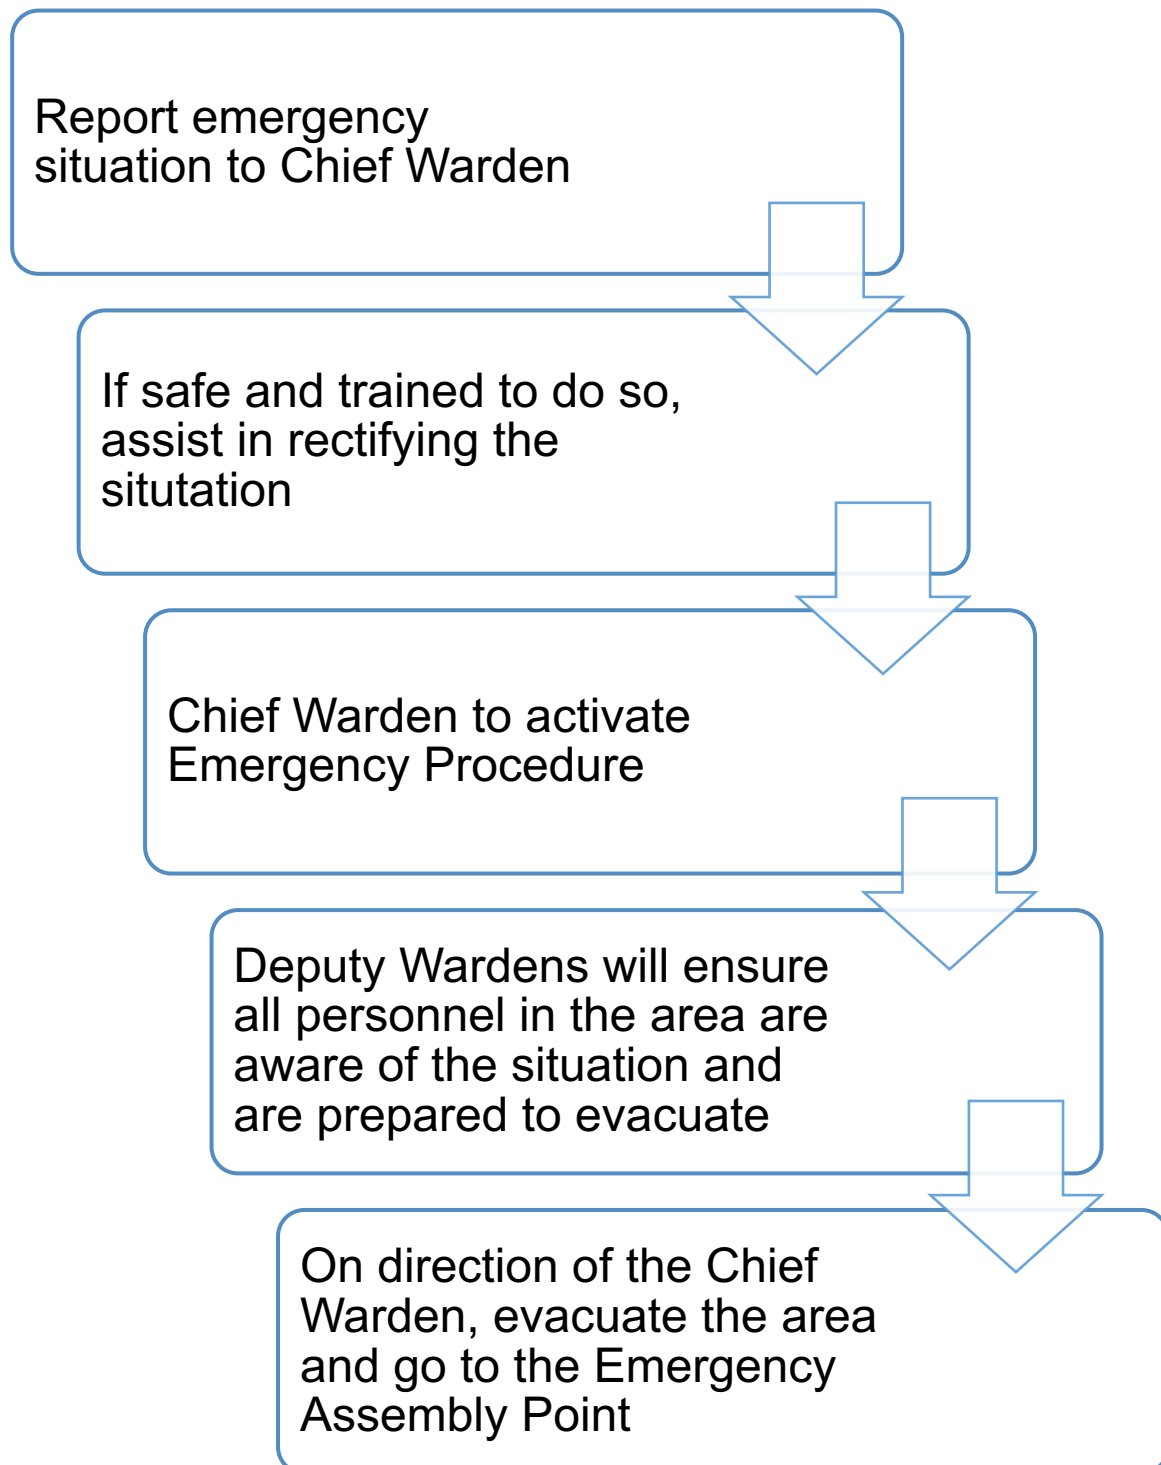 Report emergency
situation to Chief Warden
If safe and trained to do so,
assist in rectifying the
situtation
Chief Warden to activate
Emergency Procedure
Deputy Wardens will ensure
all personnel in the area are
aware of the situation and
are prepared to evacuate
On direction of the Chief
Warden, evacuate the area
and go to the Emergency
Assembly Point